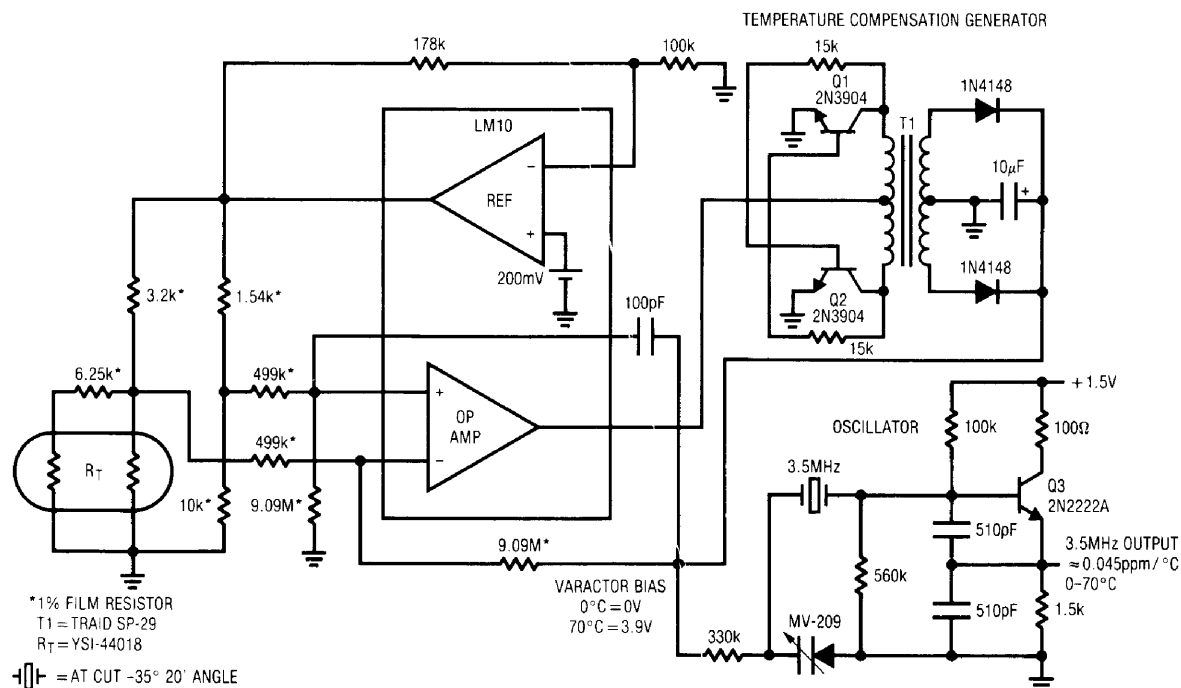 TEMPERATURE COMPENSATION GENERATOR
178k
100k
15k
Q1
2N3904
1N4148
LM10
T1
REF
10μF
+
−
+
200mV
3.2k*
1.54k*
100pF
Q2
2N3904
15k
1N4148
6.25k*
499k*
+
OP
AMP
−
+1.5V
OSCILLATOR
100k
100Ω
499k*
RT
3.5MHz
Q3
2N2222A
10k*
9.09M*
510pF
9.09M*
3.5MHz OUTPUT
≈0.045ppm/°C
0–70°C
VARACTOR BIAS
0°C=0V
70°C=3.9V
560k
510pF
1.5k
*1% FILM RESISTOR
T1=TRAID SP-29
RT=YSI-44018
MV-209
330k
=AT CUT -35° 20' ANGLE